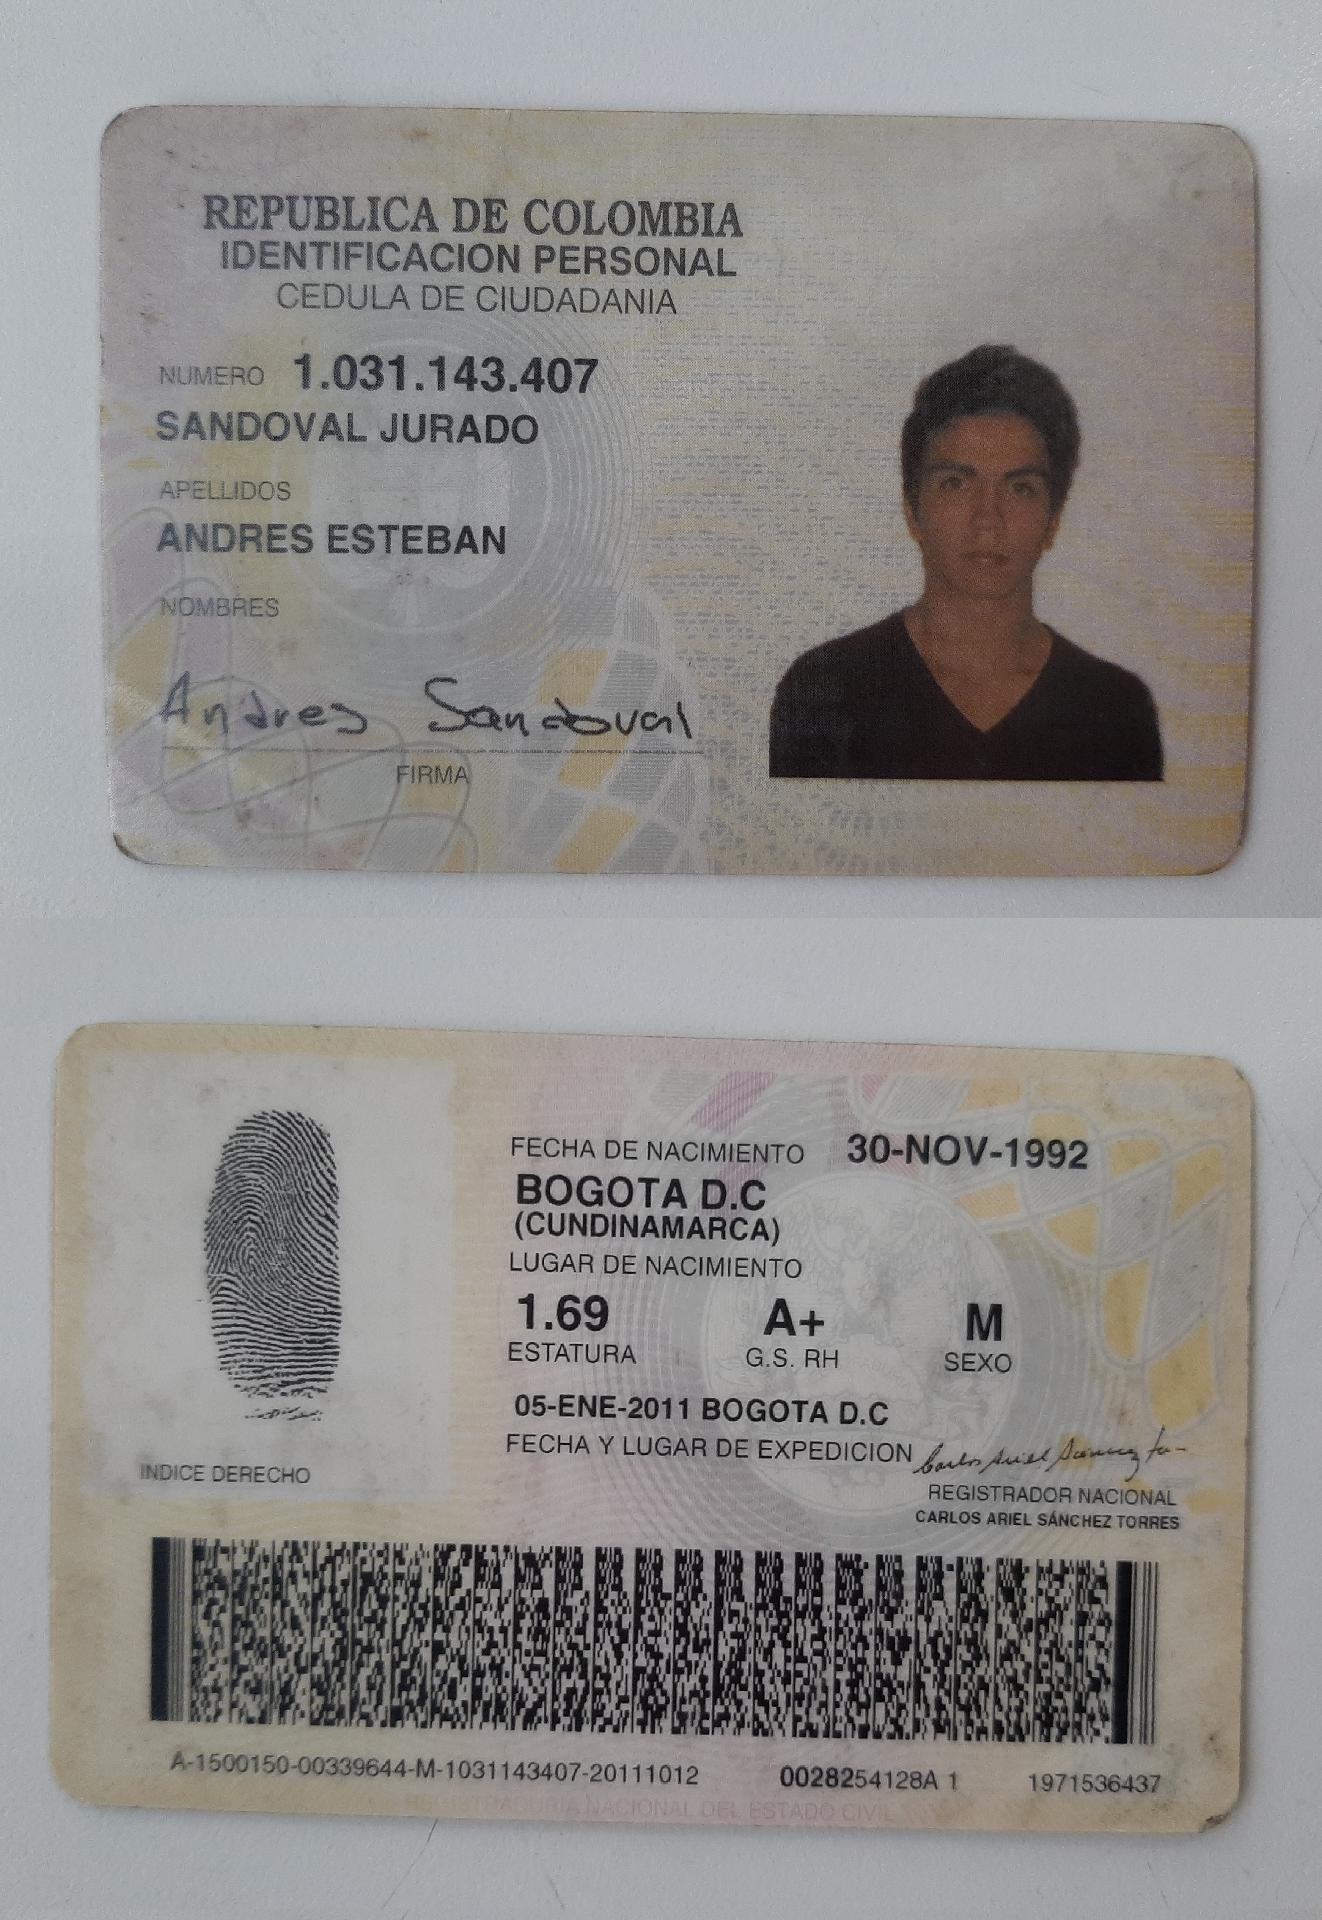 REPUBLICA DE COLOMBIA
IDENTIFICACION PERSONAL
CEDULA DE CIUDADANIA
NUMERO 1.031.143.407
SANDOVAL JURADO
APELLIDOS
ANDRES ESTEBAN
NOMBRES
Andres Sandoval
FIRMA
FECHA DE NACIMIENTO 30-NOV-1992
BOGOTA D.C
(CUNDINAMARCA)
LUGAR DE NACIMIENTO
1.69 A+ M
ESTATURA G.S. RH SEXO
05-ENE-2011 BOGOTA D.C
FECHA Y LUGAR DE EXPEDICION
INDICE DERECHO
REGISTRADOR NACIONAL
CARLOS ARIEL SÁNCHEZ TORRES
A-1500150-00339644-M-1031143407-20111012 0028254128A 1 1971536437
REGISTRADURIA NACIONAL DEL ESTADO CIVIL